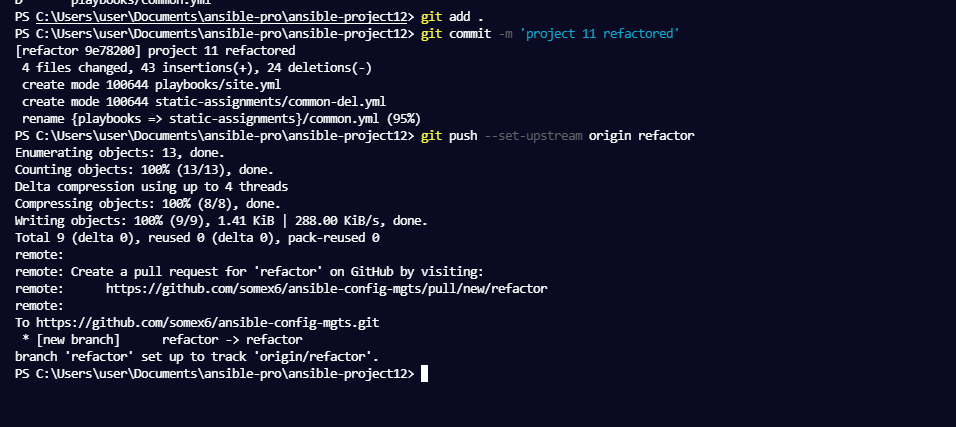 D       playbooks/common.yml
PS C:\Users\user\Documents\ansible-pro\ansible-project12> git add .
PS C:\Users\user\Documents\ansible-pro\ansible-project12> git commit -m 'project 11 refactored'
[refactor 9e78200] project 11 refactored
 4 files changed, 43 insertions(+), 24 deletions(-)
 create mode 100644 playbooks/site.yml
 create mode 100644 static-assignments/common-del.yml
 rename {playbooks => static-assignments}/common.yml (95%)
PS C:\Users\user\Documents\ansible-pro\ansible-project12> git push --set-upstream origin refactor
Enumerating objects: 13, done.
Counting objects: 100% (13/13), done.
Delta compression using up to 4 threads
Compressing objects: 100% (8/8), done.
Writing objects: 100% (9/9), 1.41 KiB | 288.00 KiB/s, done.
Total 9 (delta 0), reused 0 (delta 0), pack-reused 0
remote:
remote: Create a pull request for 'refactor' on GitHub by visiting:
remote:      https://github.com/somex6/ansible-config-mgts/pull/new/refactor
remote:
To https://github.com/somex6/ansible-config-mgts.git
 * [new branch]      refactor -> refactor
branch 'refactor' set up to track 'origin/refactor'.
PS C:\Users\user\Documents\ansible-pro\ansible-project12>